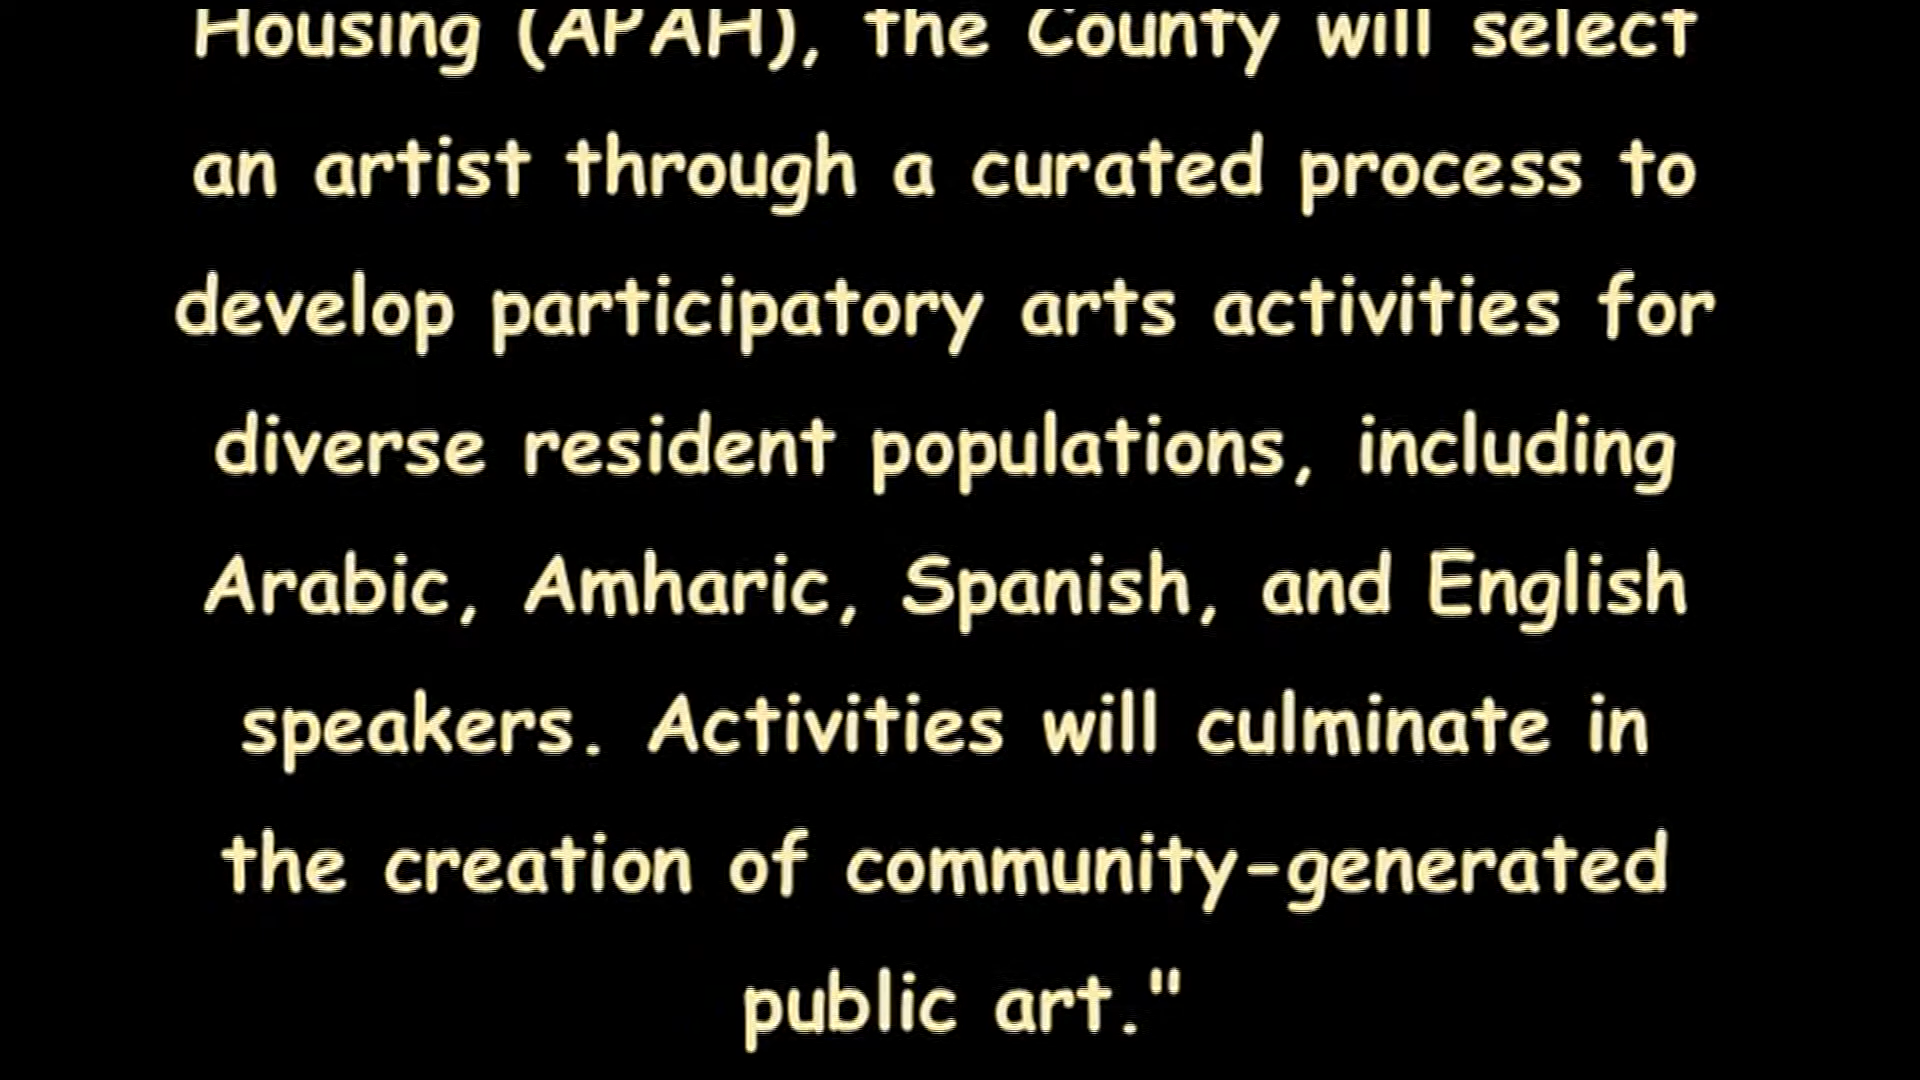 Housing (APAH), the County will select
an artist through a curated process to
develop participatory arts activities for
diverse resident populations, including
Arabic, Amharic, Spanish, and English
speakers. Activities will culminate in
the creation of community-generated
public art."